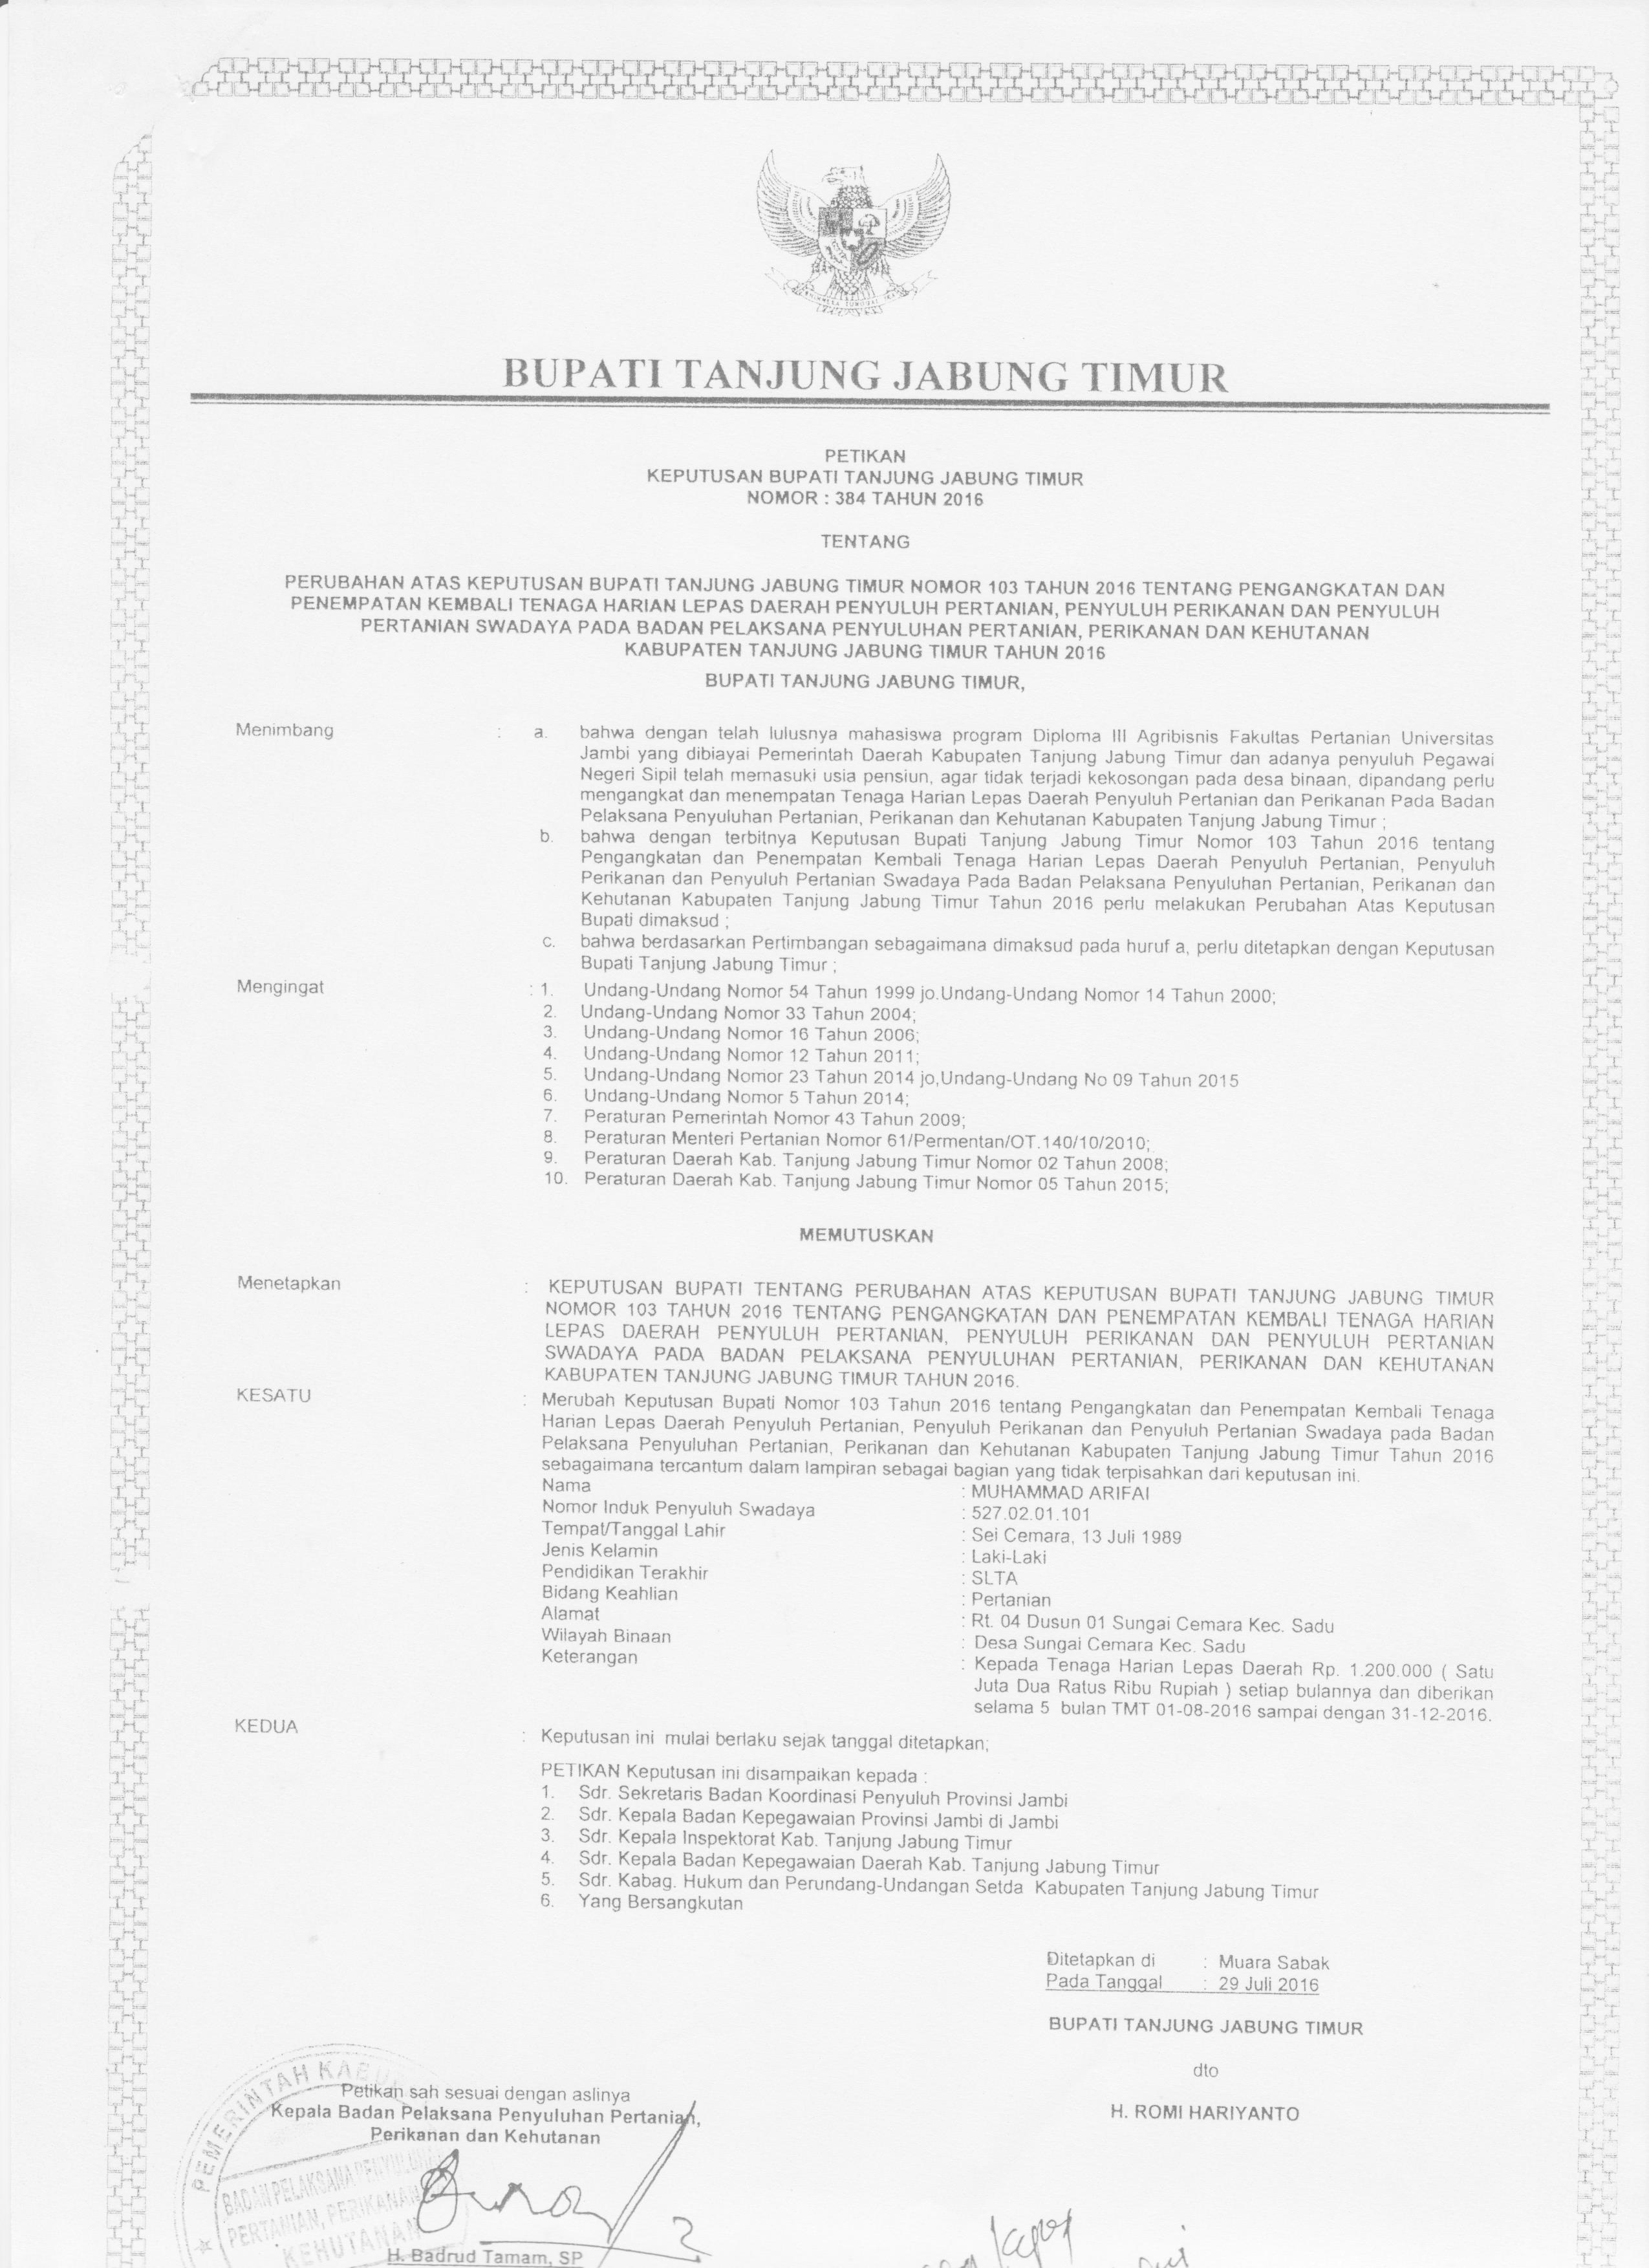 BUPATI TANJUNG JABUNG TIMUR
PETIKAN
KEPUTUSAN BUPATI TANJUNG JABUNG TIMUR
NOMOR : 384 TAHUN 2016
TENTANG
PERUBAHAN ATAS KEPUTUSAN BUPATI TANJUNG JABUNG TIMUR NOMOR 103 TAHUN 2016 TENTANG PENGANGKATAN DAN
PENEMPATAN KEMBALI TENAGA HARIAN LEPAS DAERAH PENYULUH PERTANIAN, PENYULUH PERIKANAN DAN PENYULUH
PERTANIAN SWADAYA PADA BADAN PELAKSANA PENYULUHAN PERTANIAN, PERIKANAN DAN KEHUTANAN
KABUPATEN TANJUNG JABUNG TIMUR TAHUN 2016
BUPATI TANJUNG JABUNG TIMUR,
Menimbang : a. bahwa dengan telah lulusnya mahasiswa program Diploma III Agribisnis Fakultas Pertanian Universitas
Jambi yang dibiayai Pemerintah Daerah Kabupaten Tanjung Jabung Timur dan adanya penyuluh Pegawai
Negeri Sipil telah memasuki usia pensiun, agar tidak terjadi kekosongan pada desa binaan, dipandang perlu
mengangkat dan menempatan Tenaga Harian Lepas Daerah Penyuluh Pertanian dan Perikanan Pada Badan
Pelaksana Penyuluhan Pertanian, Perikanan dan Kehutanan Kabupaten Tanjung Jabung Timur ;
b. bahwa dengan terbitnya Keputusan Bupati Tanjung Jabung Timur Nomor 103 Tahun 2016 tentang
Pengangkatan dan Penempatan Kembali Tenaga Harian Lepas Daerah Penyuluh Pertanian, Penyuluh
Perikanan dan Penyuluh Pertanian Swadaya Pada Badan Pelaksana Penyuluhan Pertanian, Perikanan dan
Kehutanan Kabupaten Tanjung Jabung Timur Tahun 2016 perlu melakukan Perubahan Atas Keputusan
Bupati dimaksud ;
c. bahwa berdasarkan Pertimbangan sebagaimana dimaksud pada huruf a, perlu ditetapkan dengan Keputusan
Bupati Tanjung Jabung Timur ;
Mengingat : 1. Undang-Undang Nomor 54 Tahun 1999 jo.Undang-Undang Nomor 14 Tahun 2000;
2. Undang-Undang Nomor 33 Tahun 2004;
3. Undang-Undang Nomor 16 Tahun 2006;
4. Undang-Undang Nomor 12 Tahun 2011;
5. Undang-Undang Nomor 23 Tahun 2014 jo,Undang-Undang No 09 Tahun 2015
6. Undang-Undang Nomor 5 Tahun 2014;
7. Peraturan Pemerintah Nomor 43 Tahun 2009;
8. Peraturan Menteri Pertanian Nomor 61/Permentan/OT.140/10/2010;
9. Peraturan Daerah Kab. Tanjung Jabung Timur Nomor 02 Tahun 2008;
10. Peraturan Daerah Kab. Tanjung Jabung Timur Nomor 05 Tahun 2015;
MEMUTUSKAN
Menetapkan : KEPUTUSAN BUPATI TENTANG PERUBAHAN ATAS KEPUTUSAN BUPATI TANJUNG JABUNG TIMUR
NOMOR 103 TAHUN 2016 TENTANG PENGANGKATAN DAN PENEMPATAN KEMBALI TENAGA HARIAN
LEPAS DAERAH PENYULUH PERTANIAN, PENYULUH PERIKANAN DAN PENYULUH PERTANIAN
SWADAYA PADA BADAN PELAKSANA PENYULUHAN PERTANIAN, PERIKANAN DAN KEHUTANAN
KABUPATEN TANJUNG JABUNG TIMUR TAHUN 2016.
KESATU : Merubah Keputusan Bupati Nomor 103 Tahun 2016 tentang Pengangkatan dan Penempatan Kembali Tenaga
Harian Lepas Daerah Penyuluh Pertanian, Penyuluh Perikanan dan Penyuluh Pertanian Swadaya pada Badan
Pelaksana Penyuluhan Pertanian, Perikanan dan Kehutanan Kabupaten Tanjung Jabung Timur Tahun 2016
sebagaimana tercantum dalam lampiran sebagai bagian yang tidak terpisahkan dari keputusan ini.
Nama : MUHAMMAD ARIFAI
Nomor Induk Penyuluh Swadaya : 527.02.01.101
Tempat/Tanggal Lahir : Sei Cemara, 13 Juli 1989
Jenis Kelamin : Laki-Laki
Pendidikan Terakhir : SLTA
Bidang Keahlian : Pertanian
Alamat : Rt. 04 Dusun 01 Sungai Cemara Kec. Sadu
Wilayah Binaan : Desa Sungai Cemara Kec. Sadu
Keterangan : Kepada Tenaga Harian Lepas Daerah Rp. 1.200.000 ( Satu
Juta Dua Ratus Ribu Rupiah ) setiap bulannya dan diberikan
selama 5 bulan TMT 01-08-2016 sampai dengan 31-12-2016.
KEDUA : Keputusan ini mulai berlaku sejak tanggal ditetapkan;
PETIKAN Keputusan ini disampaikan kepada :
1. Sdr. Sekretaris Badan Koordinasi Penyuluh Provinsi Jambi
2. Sdr. Kepala Badan Kepegawaian Provinsi Jambi di Jambi
3. Sdr. Kepala Inspektorat Kab. Tanjung Jabung Timur
4. Sdr. Kepala Badan Kepegawaian Daerah Kab. Tanjung Jabung Timur
5. Sdr. Kabag. Hukum dan Perundang-Undangan Setda Kabupaten Tanjung Jabung Timur
6. Yang Bersangkutan
Ditetapkan di : Muara Sabak
Pada Tanggal : 29 Juli 2016
BUPATI TANJUNG JABUNG TIMUR
dto
H. ROMI HARIYANTO
Petikan sah sesuai dengan aslinya
Kepala Badan Pelaksana Penyuluhan Pertanian,
Perikanan dan Kehutanan
PEMERINTAH
BADAN PELAKSANA
PERTANIAN, PERIKANAN
KEHUTANAN
H. Badrud Tamam, SP